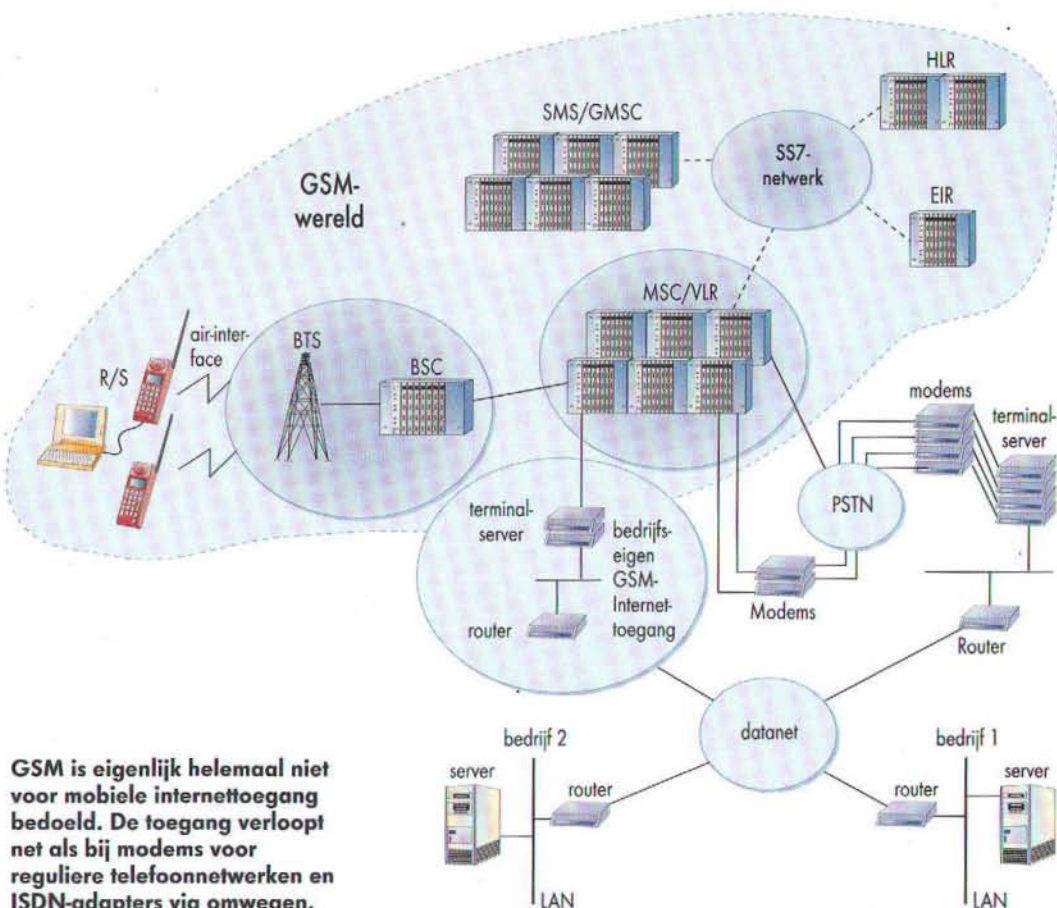 HLR
SMS/GMSC
SS7-
netwerk
GSM-
wereld
EIR
MSC/VLR
air-inter-
face
BTS
R/S
BSC
modems
terminal-
server
PSTN
terminal-
server
bedrijfs-
eigen
GSM-
Internet-
toegang
router
Modems
Router
datanet
bedrijf 2
bedrijf 1
server
router
router
server
LAN
LAN
GSM is eigenlijk helemaal niet
voor mobiele internettoegang
bedoeld. De toegang verloopt
net als bij modems voor
reguliere telefoonnetwerken en
ISDN-adapters via omwegen.